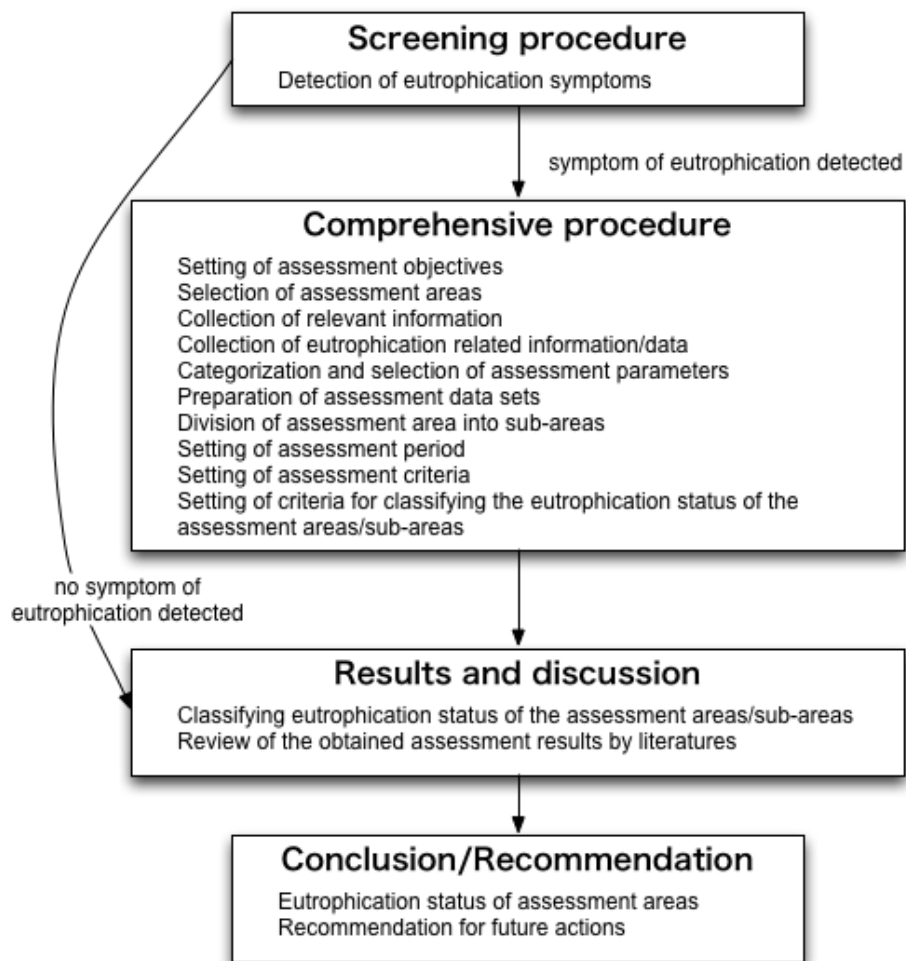 Screening procedure
Detection of eutrophication symptoms
symptom of eutrophication detected
Comprehensive procedure
Setting of assessment objectives
Selection of assessment areas
Collection of relevant information
Collection of eutrophication related information/data
Categorization and selection of assessment parameters
Preparation of assessment data sets
Division of assessment area into sub-areas
Setting of assessment period
Setting of assessment criteria
Setting of criteria for classifying the eutrophication status of the
assessment areas/sub-areas
no symptom of
eutrophication detected
Results and discussion
Classifying eutrophication status of the assessment areas/sub-areas
Review of the obtained assessment results by literatures
Conclusion/Recommendation
Eutrophication status of assessment areas
Recommendation for future actions